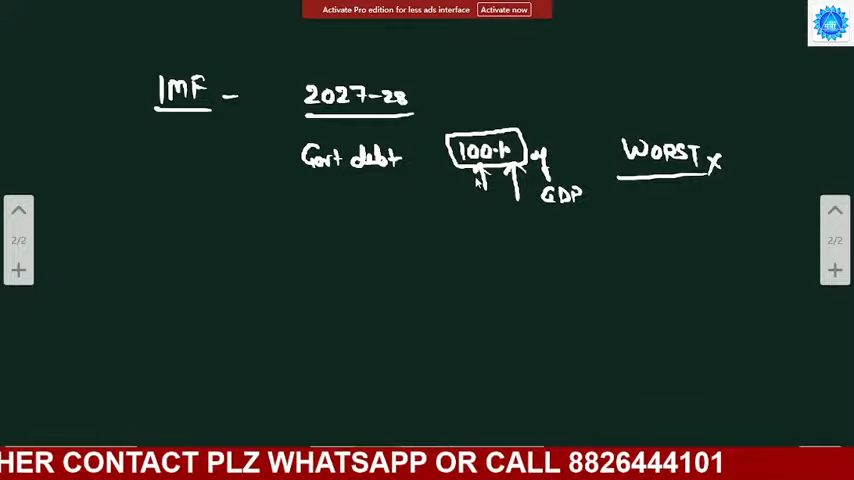 Activate Pro edition for less ads interface Activate now
IMF - 2027-28
Govt debt 100% of WORST x
GDP
2/2 2/2
HER CONTACT PLZ WHATSAPP OR CALL 8826444101